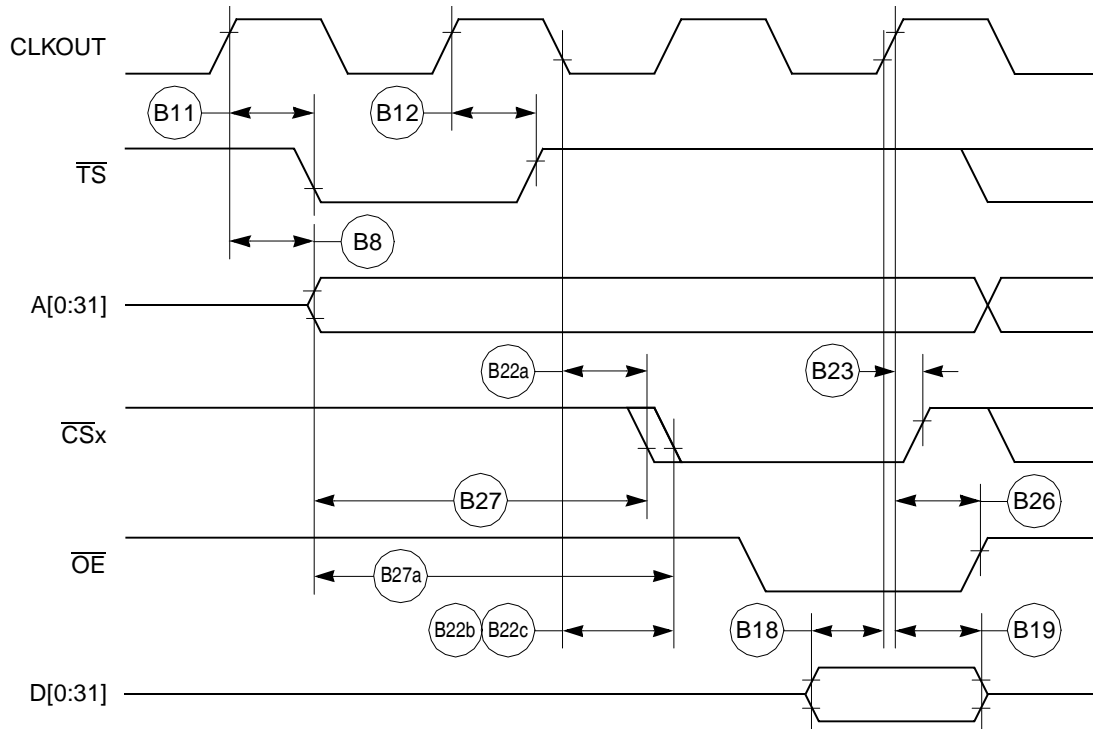 CLKOUT
B11
B12
TS
B8
A[0:31]
B22a
B23
CSx
B27
B26
OE
B27a
B22b B22c
B18
B19
D[0:31]